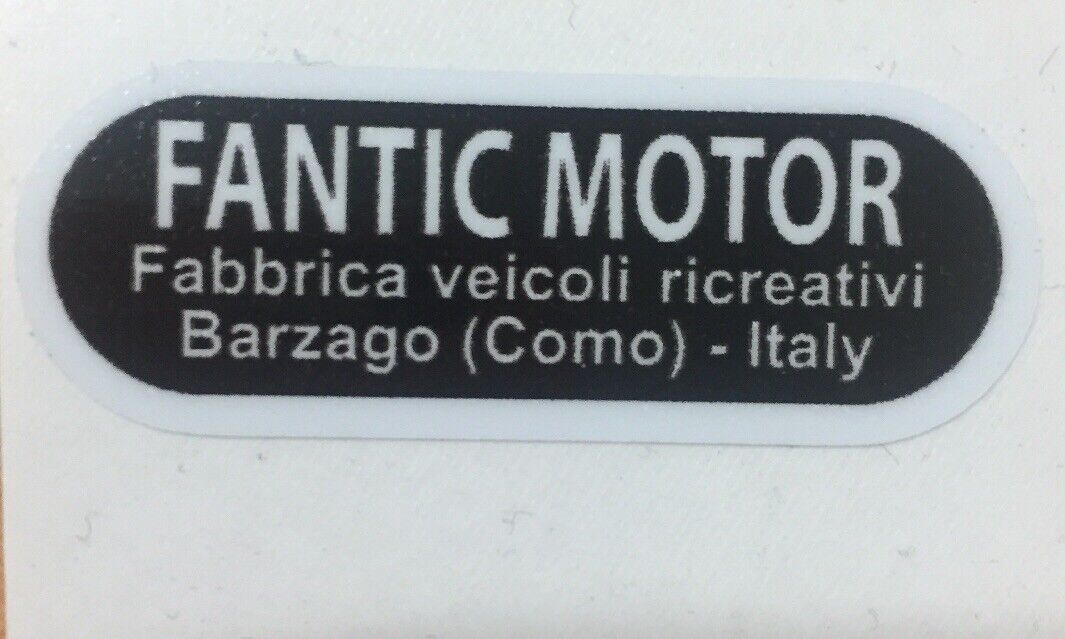 FANTIC MOTOR
Fabbrica veicoli ricreativi
Barzago (Como) - Italy